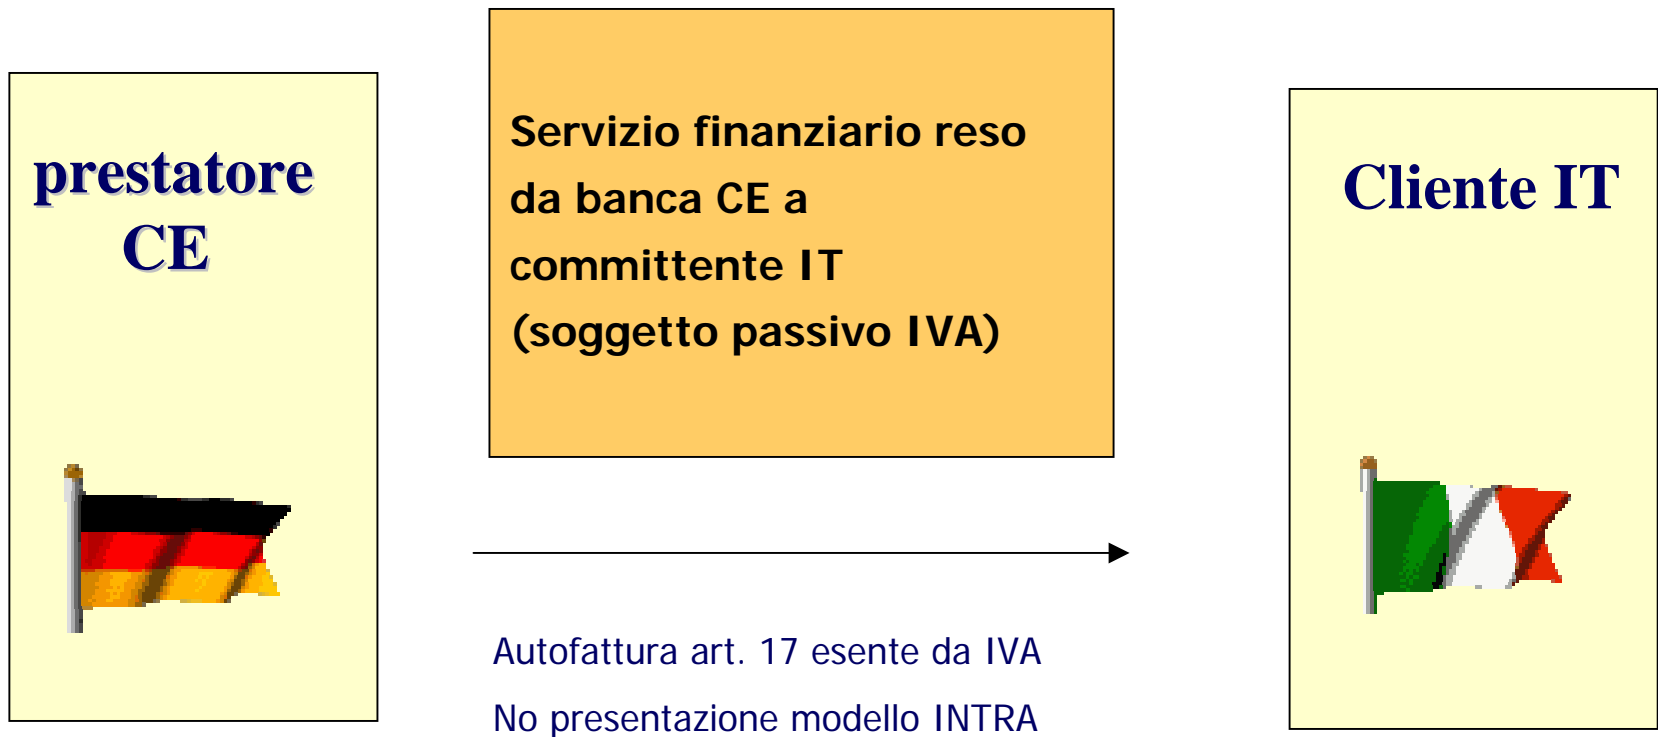 prestatore
CE
Servizio finanziario reso
da banca CE a
committente IT
(soggetto passivo IVA)
Cliente IT
Autofattura art. 17 esente da IVA
No presentazione modello INTRA